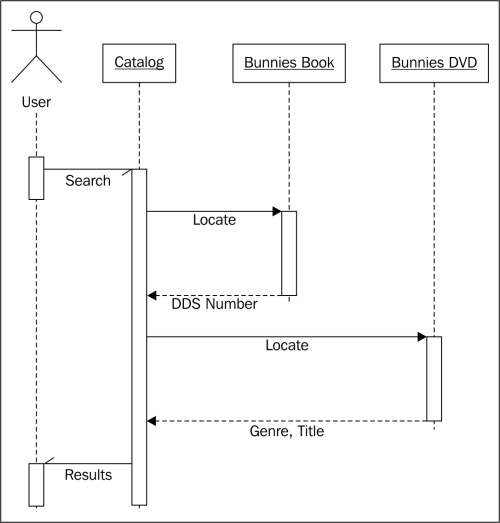 Catalog
Bunnies Book
Bunnies DVD
User
Search
Locate
DDS Number
Locate
Genre, Title
Results